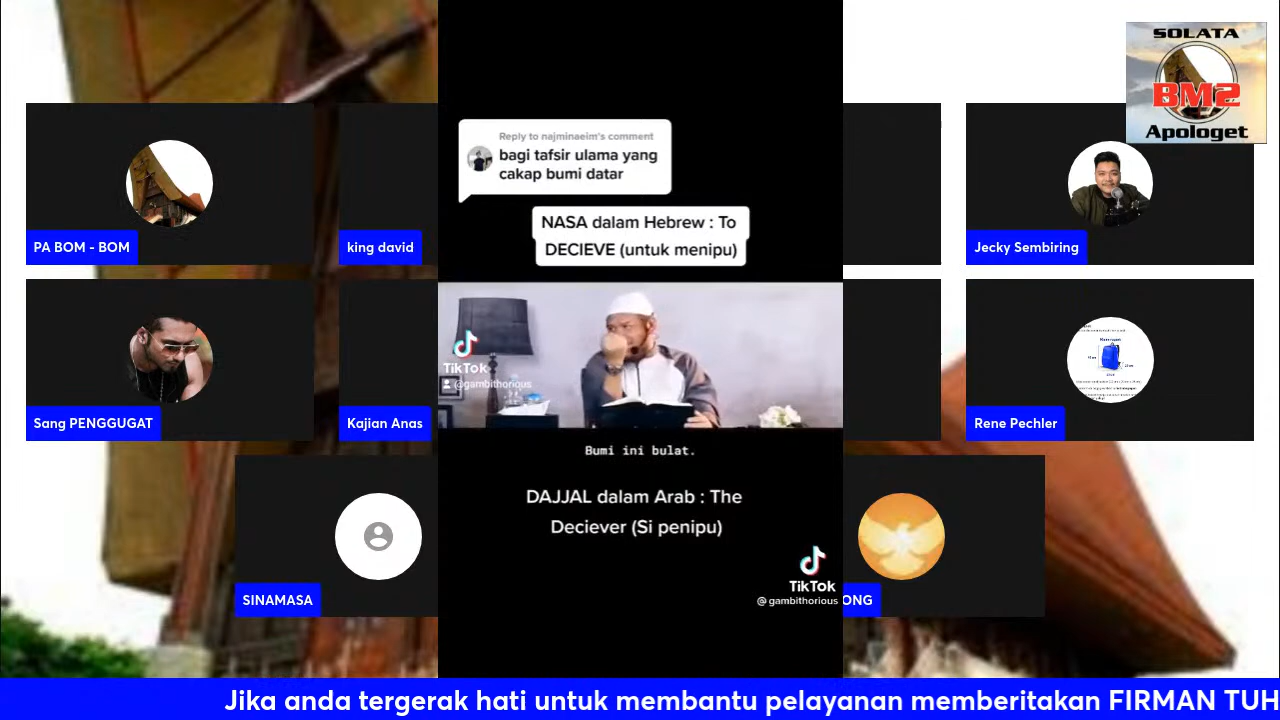 SOLATA
BM2
Apologet
Reply to najminaeim's comment
bagi tafsir ulama yang
cakap bumi datar
NASA dalam Hebrew : To
DECIEVE (untuk menipu)
PA BOM - BOM
king david
Jecky Sembiring
TikTok
@gambithorious
Sang PENGGUGAT
Kajian Anas
Rene Pechler
Bumi ini bulat.
DAJJAL dalam Arab : The
Deciever (Si penipu)
TikTok
@ gambithorious
SINAMASA
ONG
Jika anda tergerak hati untuk membantu pelayanan memberitakan FIRMAN TUH